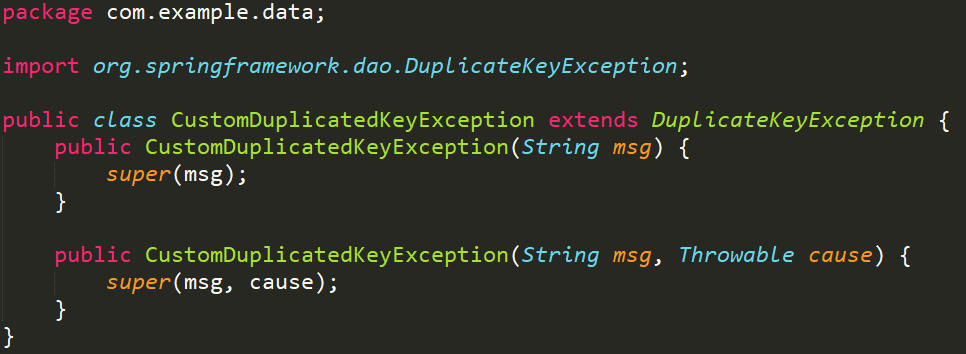 package com.example.data;
import org.springframework.dao.DuplicateKeyException;
public class CustomDuplicatedKeyException extends DuplicateKeyException {
    public CustomDuplicatedKeyException(String msg) {
        super(msg);
    }
    public CustomDuplicatedKeyException(String msg, Throwable cause) {
        super(msg, cause);
    }
}